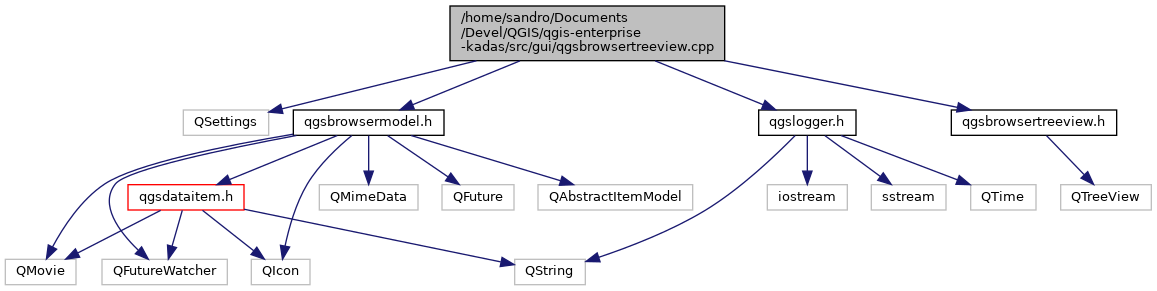 /home/sandro/Documents
/Devel/QGIS/qgis-enterprise
-kadas/src/gui/qgsbrowsertreeview.cpp
QSettings
qgsbrowsermodel.h
qgslogger.h
qgsbrowsertreeview.h
qgsdataitem.h
QMimeData
QFuture
QAbstractItemModel
iostream
sstream
QTime
QTreeView
QMovie
QFutureWatcher
QIcon
QString